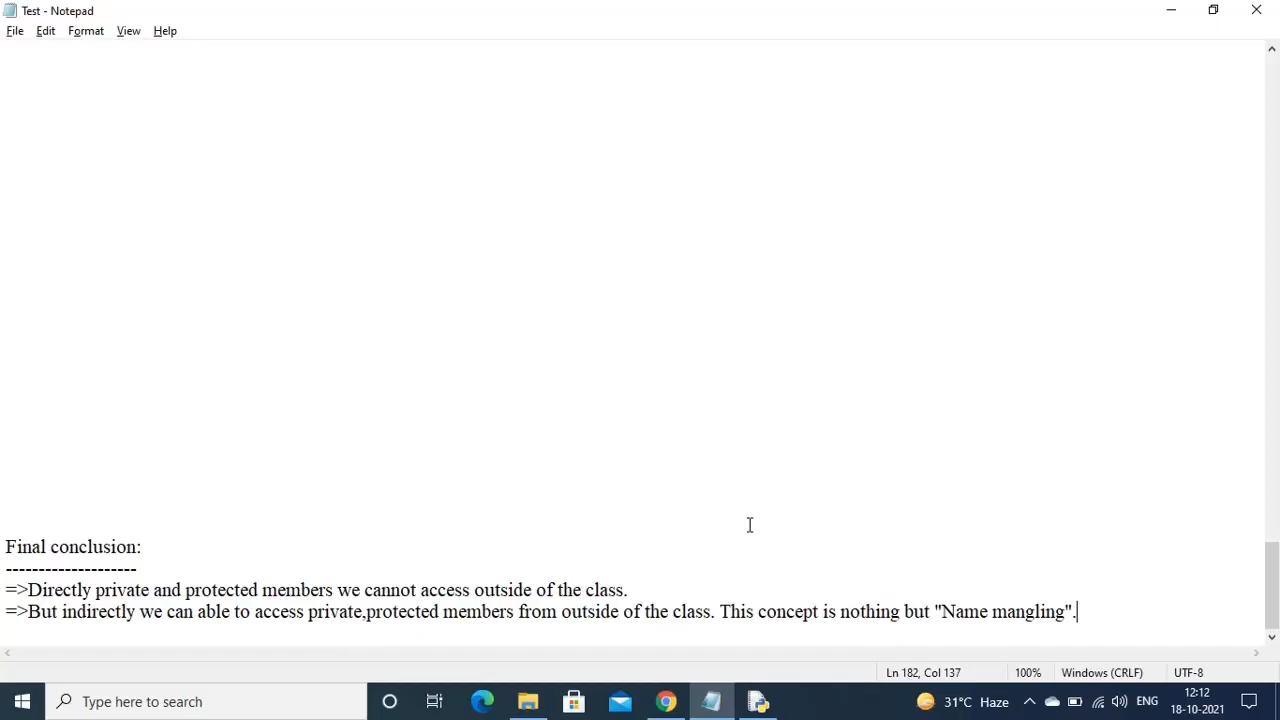 Test - Notepad
File Edit Format View Help
Final conclusion:
--------------------
=>Directly private and protected members we cannot access outside of the class.
=>But indirectly we can able to access private,protected members from outside of the class. This concept is nothing but "Name mangling".
Ln 182, Col 137 100% Windows (CRLF) UTF-8
Type here to search 31°C Haze ENG 12:12
18-10-2021